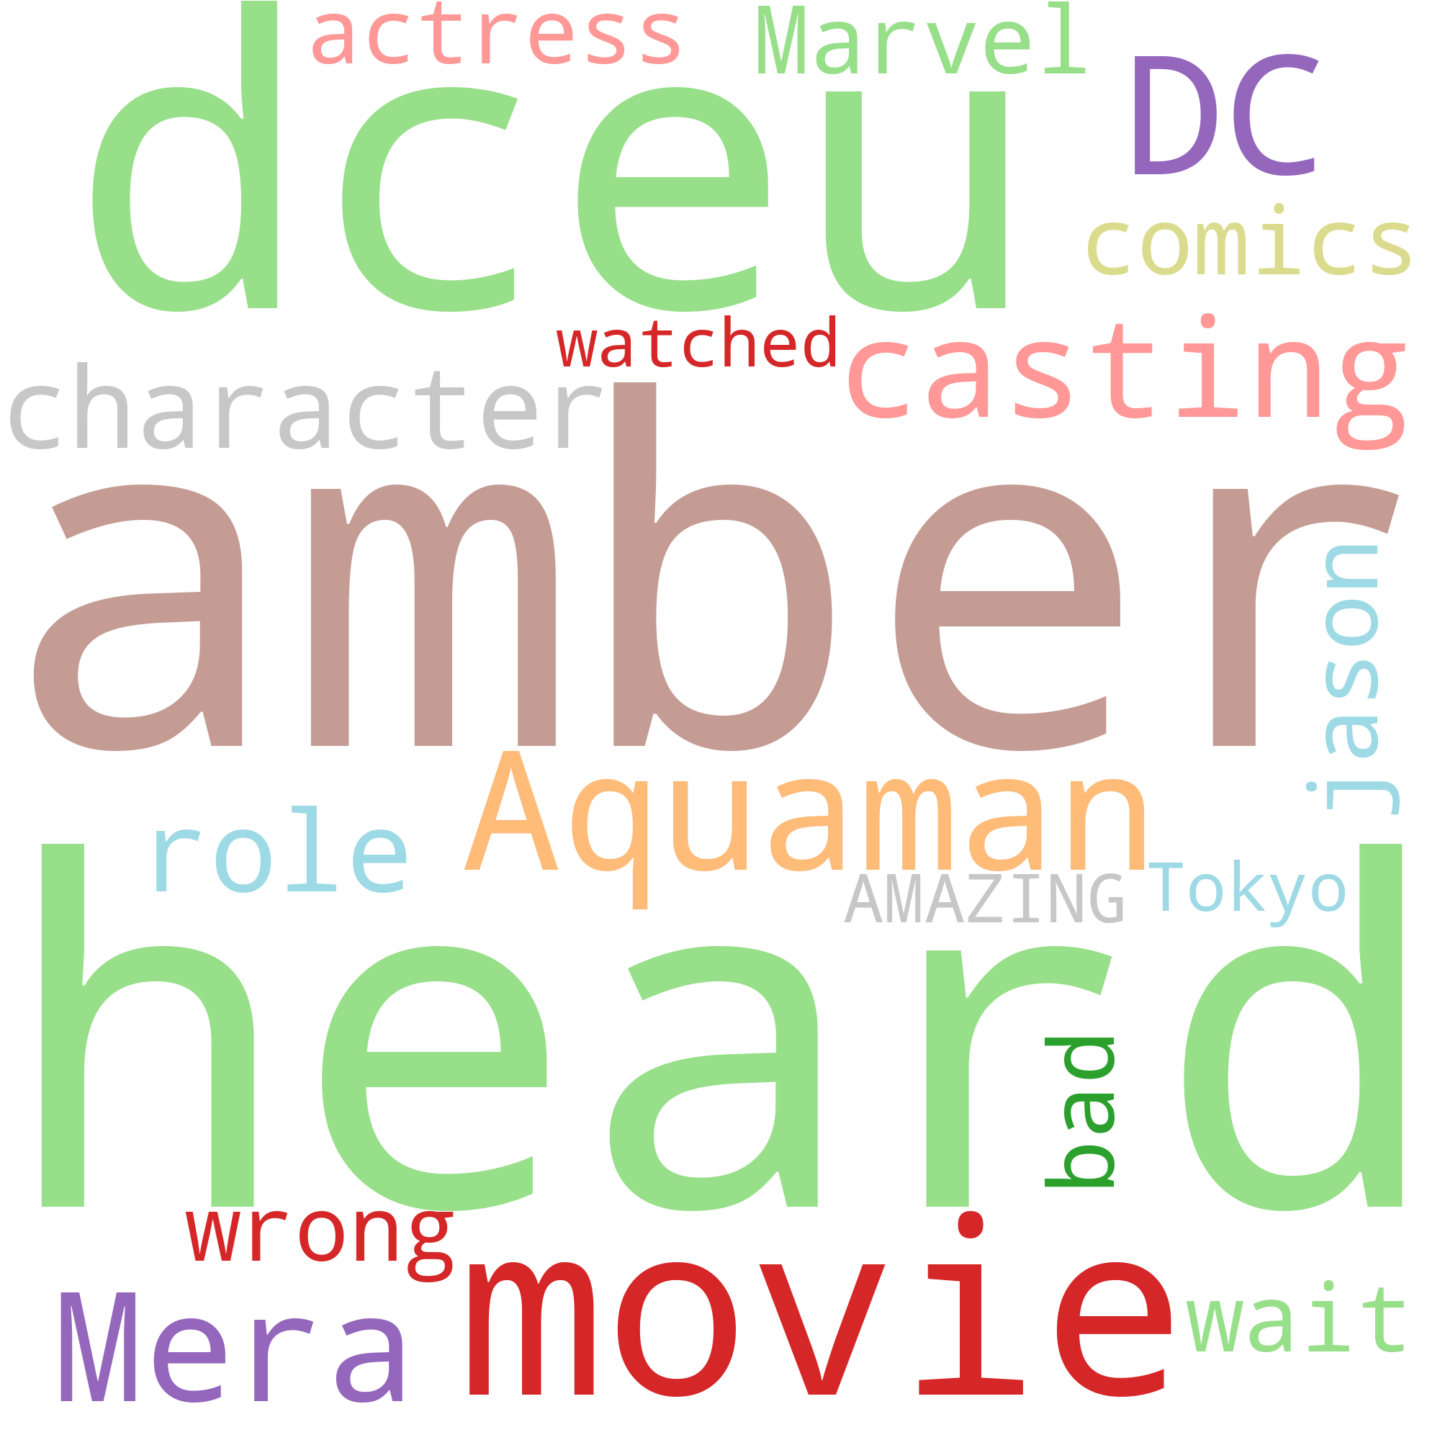 actress
Marvel
dceu
DC
comics
watched
casting
character
amber
jason
Aquaman
role
AMAZING
Tokyo
heard
bad
wrong
movie
Mera
wait